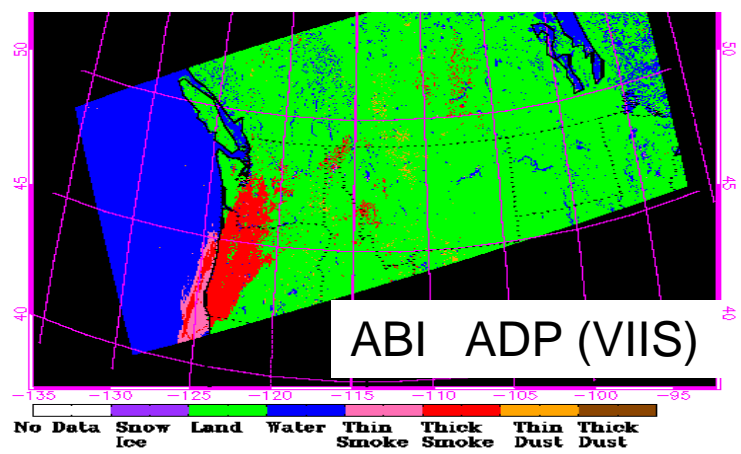 50
50
45
45
40
40
ABI ADP (VIIS)
-135 -130 -125 -120 -115 -110 -105 -100 -95
No Data Snow Ice Land Water Thin Smoke Thick Smoke Thin Dust Thick Dust